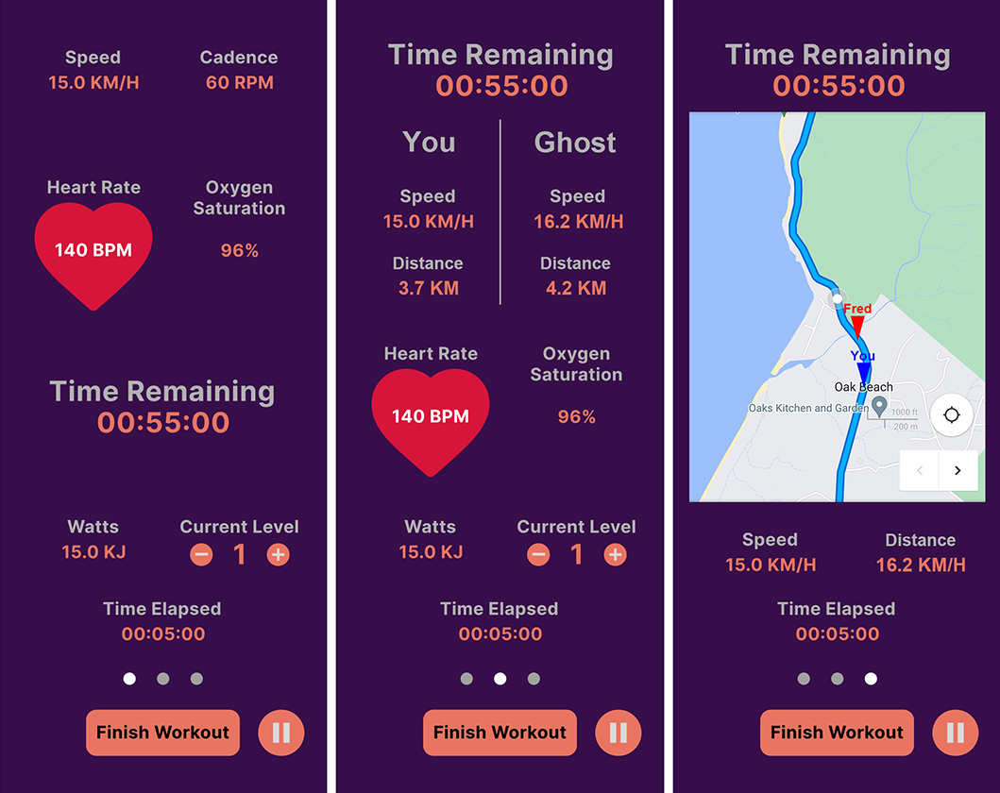 Speed
15.0 KM/H
Cadence
60 RPM
Heart Rate
140 BPM
Oxygen
Saturation
96%
Time Remaining
00:55:00
Watts
15.0 KJ
Current Level
1
Time Elapsed
00:05:00
Finish Workout
Time Remaining
00:55:00
You
Ghost
Speed
15.0 KM/H
Speed
16.2 KM/H
Distance
3.7 KM
Distance
4.2 KM
Heart Rate
140 BPM
Oxygen
Saturation
96%
Watts
15.0 KJ
Current Level
1
Time Elapsed
00:05:00
Finish Workout
Time Remaining
00:55:00
Fred
You
Oak Beach
Oaks Kitchen and Garden
1000 ft
200 m
Speed
15.0 KM/H
Distance
16.2 KM/H
Time Elapsed
00:05:00
Finish Workout